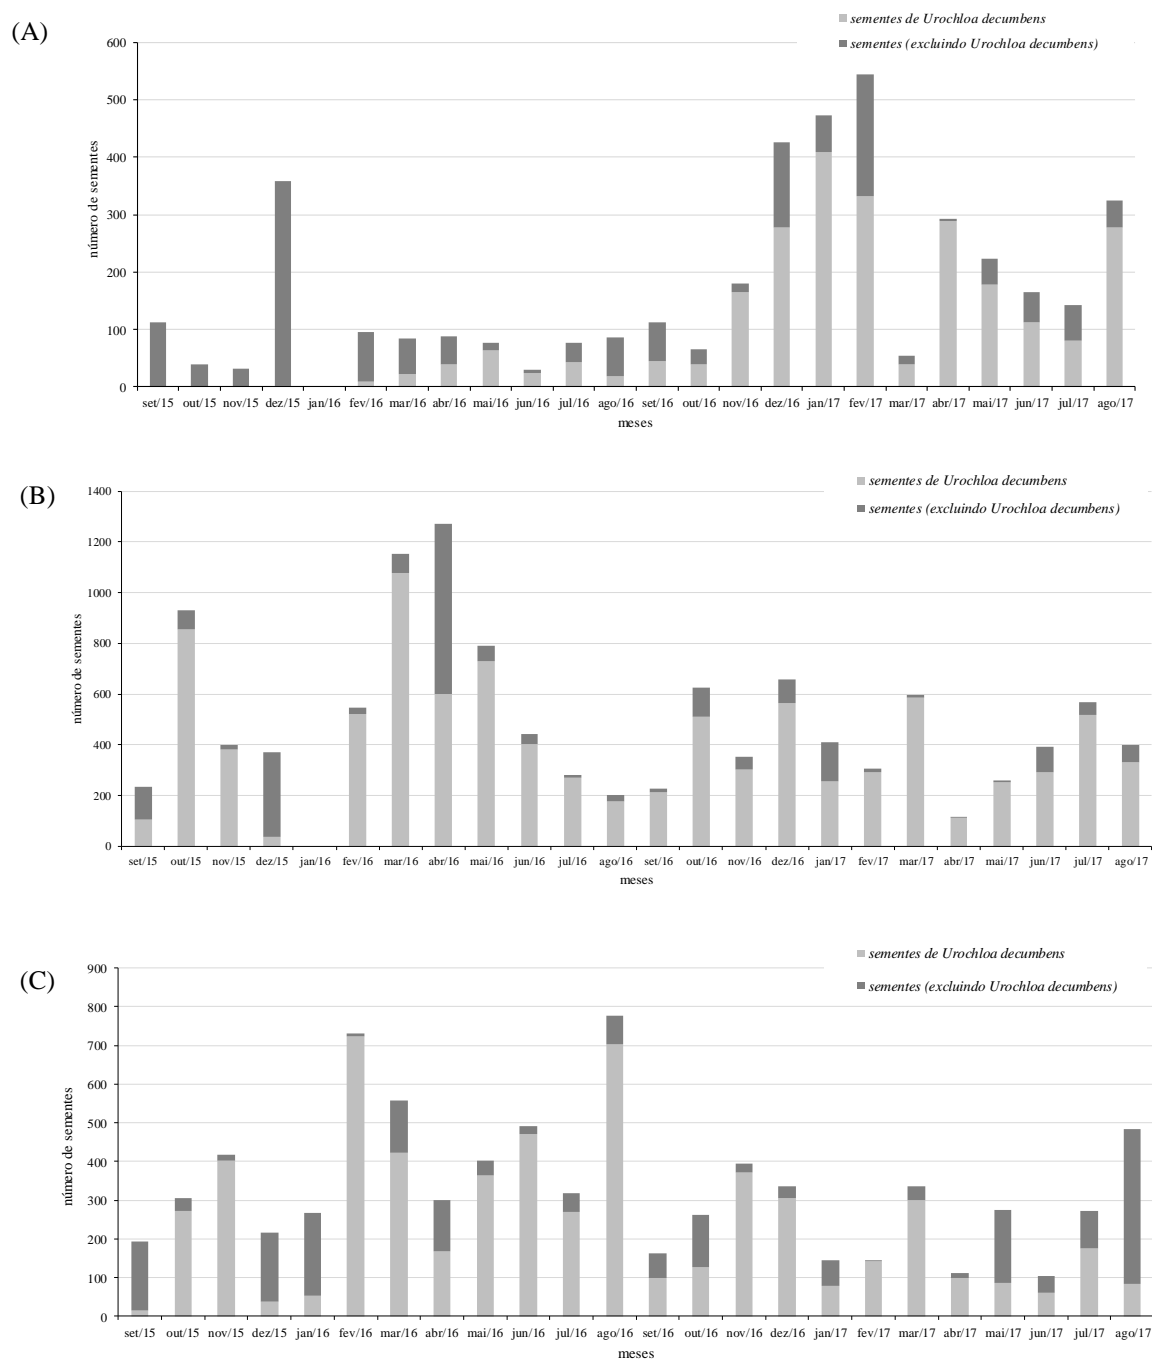 (A)
sementes de Urochloa decumbens
sementes (excluindo Urochloa decumbens)
600
500
400
300
200
100
0
número de sementes
set/15 out/15 nov/15 dez/15 jan/16 fev/16 mar/16 abr/16 mai/16 jun/16 jul/16 ago/16 set/16 out/16 nov/16 dez/16 jan/17 fev/17 mar/17 abr/17 mai/17 jun/17 jul/17 ago/17
meses
(B)
sementes de Urochloa decumbens
sementes (excluindo Urochloa decumbens)
1400
1200
1000
800
600
400
200
0
número de sementes
set/15 out/15 nov/15 dez/15 jan/16 fev/16 mar/16 abr/16 mai/16 jun/16 jul/16 ago/16 set/16 out/16 nov/16 dez/16 jan/17 fev/17 mar/17 abr/17 mai/17 jun/17 jul/17 ago/17
meses
(C)
sementes de Urochloa decumbens
sementes (excluindo Urochloa decumbens)
900
800
700
600
500
400
300
200
100
0
número de sementes
set/15 out/15 nov/15 dez/15 jan/16 fev/16 mar/16 abr/16 mai/16 jun/16 jul/16 ago/16 set/16 out/16 nov/16 dez/16 jan/17 fev/17 mar/17 abr/17 mai/17 jun/17 jul/17 ago/17
meses